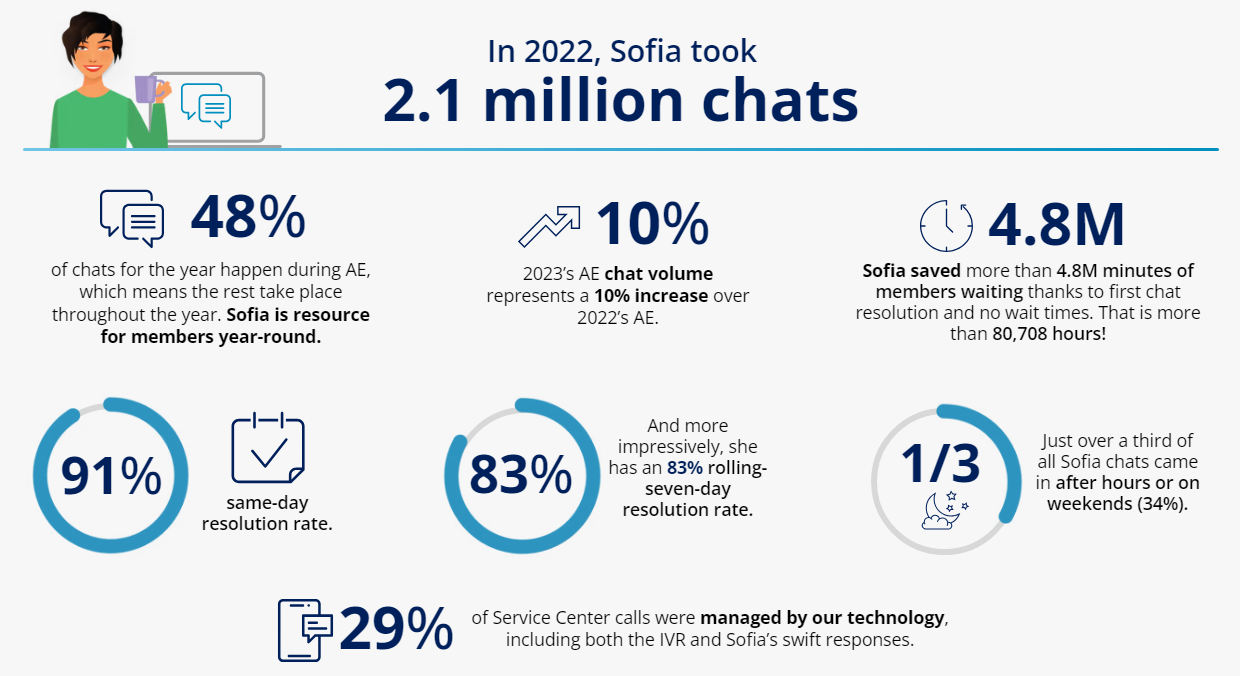 In 2022, Sofia took
2.1 million chats
48%
of chats for the year happen during AE,
which means the rest take place
throughout the year. Sofia is resource
for members year-round.
10%
2023's AE chat volume
represents a 10% increase over
2022's AE.
4.8M
Sofia saved more than 4.8M minutes of
members waiting thanks to first chat
resolution and no wait times. That is more
than 80,708 hours!
91%
same-day
resolution rate.
83%
And more
impressively, she
has an 83% rolling-
seven-day
resolution rate.
1/3
Just over a third of
all Sofia chats came
in after hours or on
weekends (34%).
29%
of Service Center calls were managed by our technology,
including both the IVR and Sofia's swift responses.